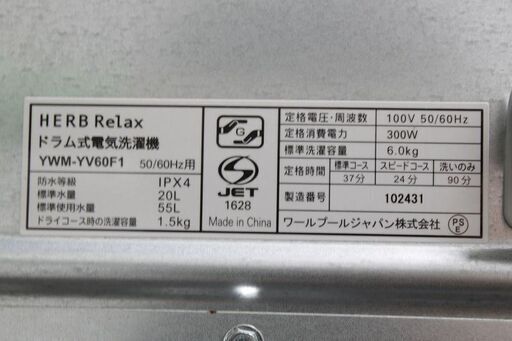 HERB Relax
ドラム式電気洗濯機
YWM-YV60F1 50/60Hz用
防水等級 IPX4
標準水量 20L
標準使用水量 55L
ドライコース時の洗濯容量 1.5kg
G
S
JET
1628
Made in China
定格電圧・周波数 100V 50/60Hz
定格消費電力 300W
標準洗濯容量 6.0kg
定格時間 標準コース スピードコース 洗いのみ
37分 24分 90分
製造番号 102431
ワールプールジャパン株式会社
PS
E